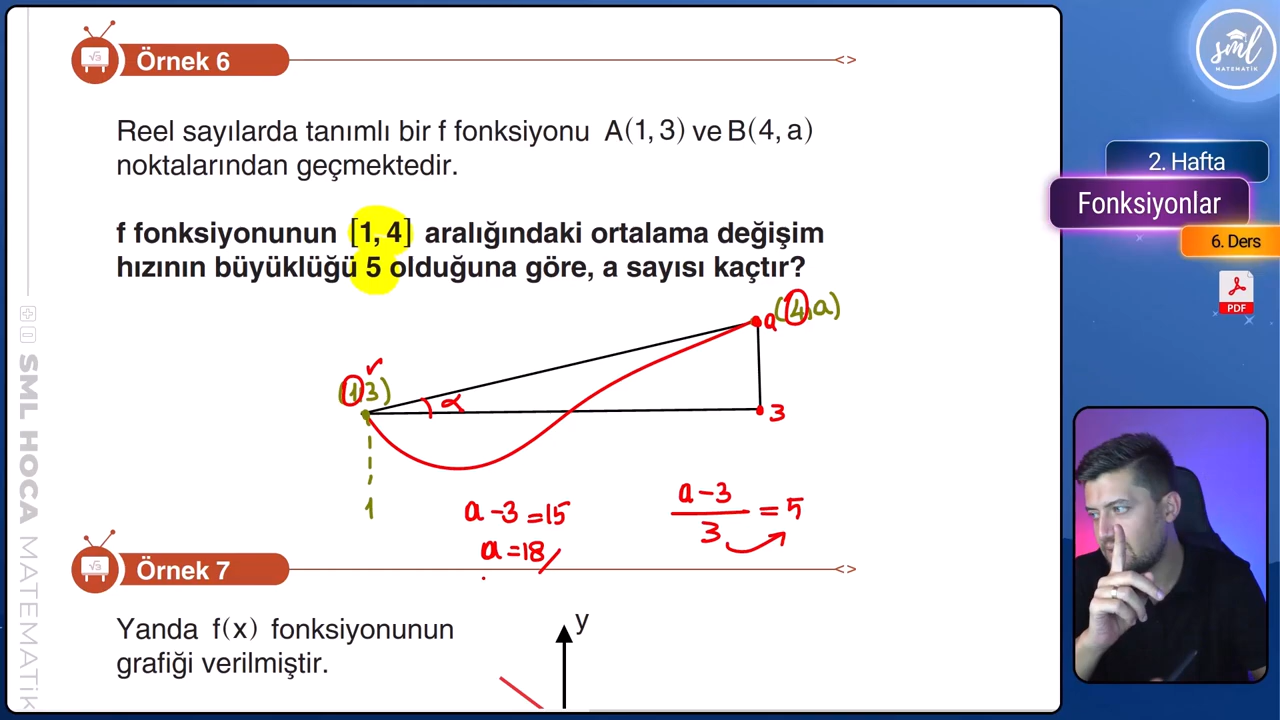 Örnek 6
Reel sayılarda tanımlı bir f fonksiyonu A(1, 3) ve B(4, a)
noktalarından geçmektedir.
f fonksiyonunun [1, 4] aralığındaki ortalama değişim
hızının büyüklüğü 5 olduğuna göre, a sayısı kaçtır?
a (4, a)
(1, 3)
α
3
1
a - 3 = 15
a = 18
a - 3
3
= 5
Örnek 7
Yanda f(x) fonksiyonunun
grafiği verilmiştir.
y
SML HOCA MATEMATİK
sml
MATEMATİK
2. Hafta
Fonksiyonlar
6. Ders
PDF
√3
√3